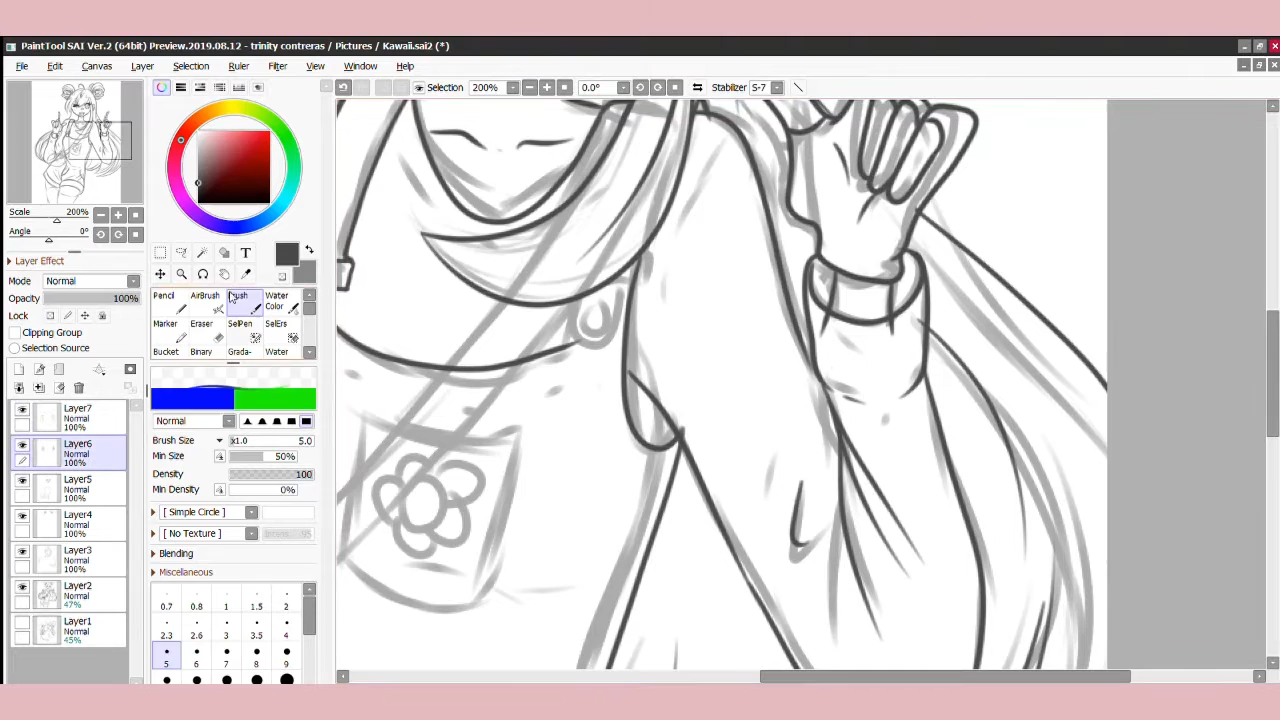 PaintTool SAI Ver.2 (64bit) Preview.2019.08.12 - trinity contreras / Pictures / Kawaii.sai2 (*)
File Edit Canvas Layer Selection Ruler Filter View Window Help
Selection 200% 0.0° Stabilizer S-7
Scale 200%
Angle 0°
Layer Effect
Mode Normal
Opacity 100%
Lock
Clipping Group
Selection Source
Layer7
Normal
100%
Layer6
Normal
100%
Layer5
Normal
100%
Layer4
Normal
100%
Layer3
Normal
100%
Layer2
Normal
47%
Layer1
Normal
45%
T
Pencil AirBrush Brush Water Color
Marker Eraser SelPen SelErs
Bucket Binary Grada- Water
Normal
Brush Size x1.0 5.0
Min Size 50%
Density 100
Min Density 0%
[ Simple Circle ]
[ No Texture ]
Blending
Miscellaneous
0.7 0.8 1 1.5 2
2.3 2.6 3 3.5 4
5 6 7 8 9